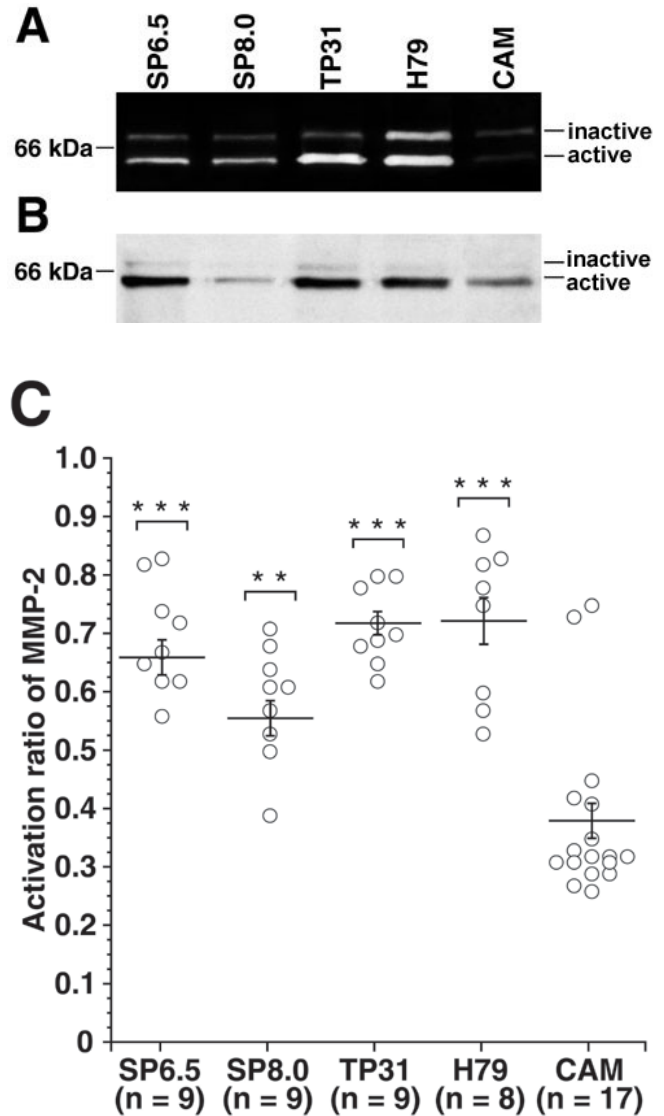 A
SP6.5 SP8.0 TP31 H79 CAM
66 kDa
inactive
active
B
66 kDa
inactive
active
C
Activation ratio of MMP-2
1.0
0.9
0.8
0.7
0.6
0.5
0.4
0.3
0.2
0.1
0
* * *
* *
* * *
* * *
SP6.5 SP8.0 TP31 H79 CAM
(n = 9) (n = 9) (n = 9) (n = 8) (n = 17)